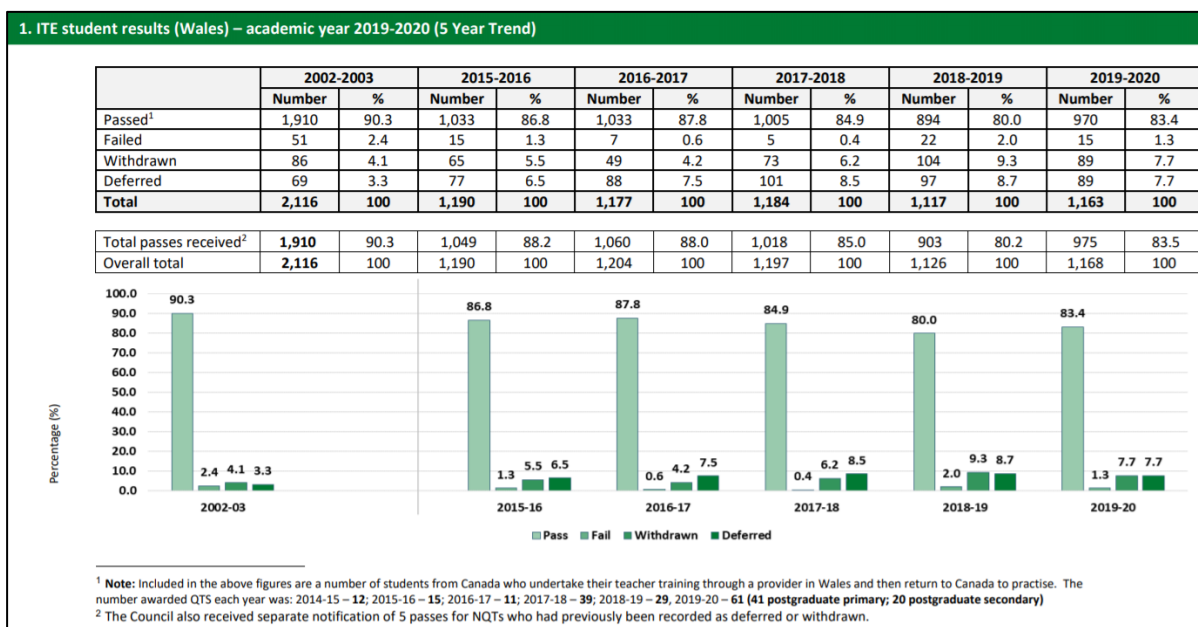 1. ITE student results (Wales) – academic year 2019-2020 (5 Year Trend)
2002-2003 2015-2016 2016-2017 2017-2018 2018-2019 2019-2020
Number % Number % Number % Number % Number % Number %
Passed1 1,910 90.3 1,033 86.8 1,033 87.8 1,005 84.9 894 80.0 970 83.4
Failed 51 2.4 15 1.3 7 0.6 5 0.4 22 2.0 15 1.3
Withdrawn 86 4.1 65 5.5 49 4.2 73 6.2 104 9.3 89 7.7
Deferred 69 3.3 77 6.5 88 7.5 101 8.5 97 8.7 89 7.7
Total 2,116 100 1,190 100 1,177 100 1,184 100 1,117 100 1,163 100
Total passes received2 1,910 90.3 1,049 88.2 1,060 88.0 1,018 85.0 903 80.2 975 83.5
Overall total 2,116 100 1,190 100 1,204 100 1,197 100 1,126 100 1,168 100
Percentage (%)
100.0
90.0
80.0
70.0
60.0
50.0
40.0
30.0
20.0
10.0
0.0
90.3 2.4 4.1 3.3
86.8 1.3 5.5 6.5
87.8 0.6 4.2 7.5
84.9 0.4 6.2 8.5
80.0 2.0 9.3 8.7
83.4 1.3 7.7 7.7
2002-03 2015-16 2016-17 2017-18 2018-19 2019-20
Pass Fail Withdrawn Deferred
1 Note: Included in the above figures are a number of students from Canada who undertake their teacher training through a provider in Wales and then return to Canada to practise. The
number awarded QTS each year was: 2014-15 – 12; 2015-16 – 15; 2016-17 – 11; 2017-18 – 39; 2018-19 – 29, 2019-20 – 61 (41 postgraduate primary; 20 postgraduate secondary)
2 The Council also received separate notification of 5 passes for NQTs who had previously been recorded as deferred or withdrawn.